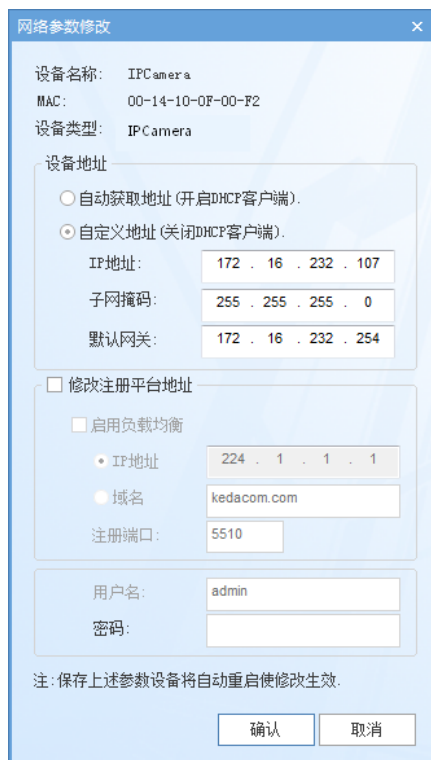 网络参数修改 ×
设备名称: IPCamera
MAC: 00-14-10-0F-00-F2
设备类型: IPCamera
设备地址
自动获取地址(开启DHCP客户端).
自定义地址(关闭DHCP客户端).
IP地址: 172 . 16 . 232 . 107
子网掩码: 255 . 255 . 255 . 0
默认网关: 172 . 16 . 232 . 254
修改注册平台地址
启用负载均衡
IP地址 224 . 1 . 1 . 1
域名 kedacom.com
注册端口: 5510
用户名: admin
密码:
注:保存上述参数设备将自动重启使修改生效.
确认 取消